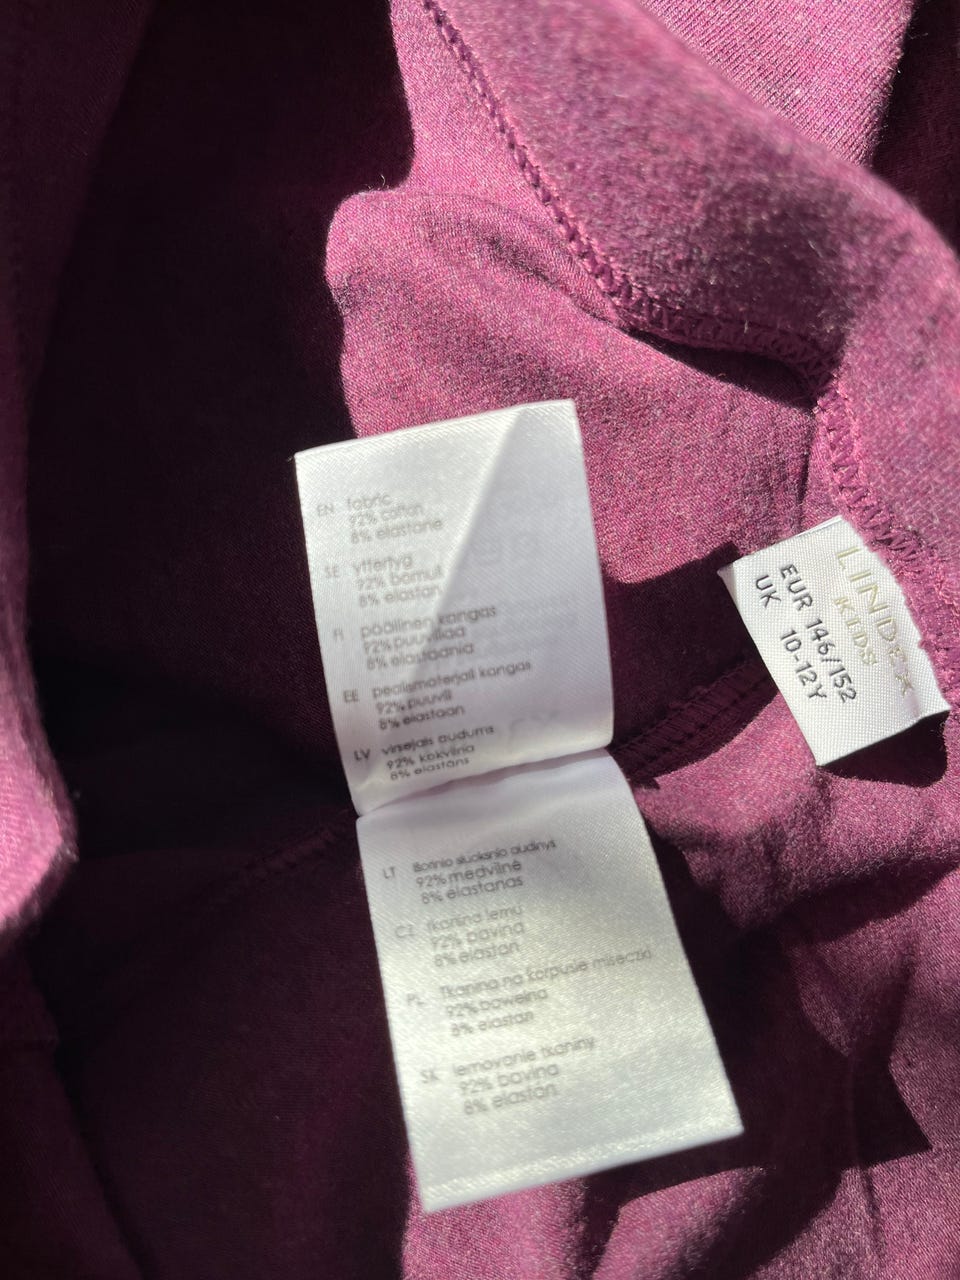 EN fabric
92% cotton
8% elastane
SE yttertyg
92% bomull
8% elastan
FI päällinen kangas
92% puuvillaa
8% elastaania
EE pealismaterjali kangas
92% puuvill
8% elastaan
LV virsējais audums
92% kokvilna
8% elastāns
LT išorinio sluoksnio audinys
92% medvilnė
8% elastanas
CZ tkanina lemu
92% bavlna
8% elastan
PL Tkanina na korpusie miseczki
92% bawełna
8% elastan
SK lemovanie tkaniny
92% bavlna
8% elastan
LINDEX
KIDS
EUR 146/152
UK 10-12Y